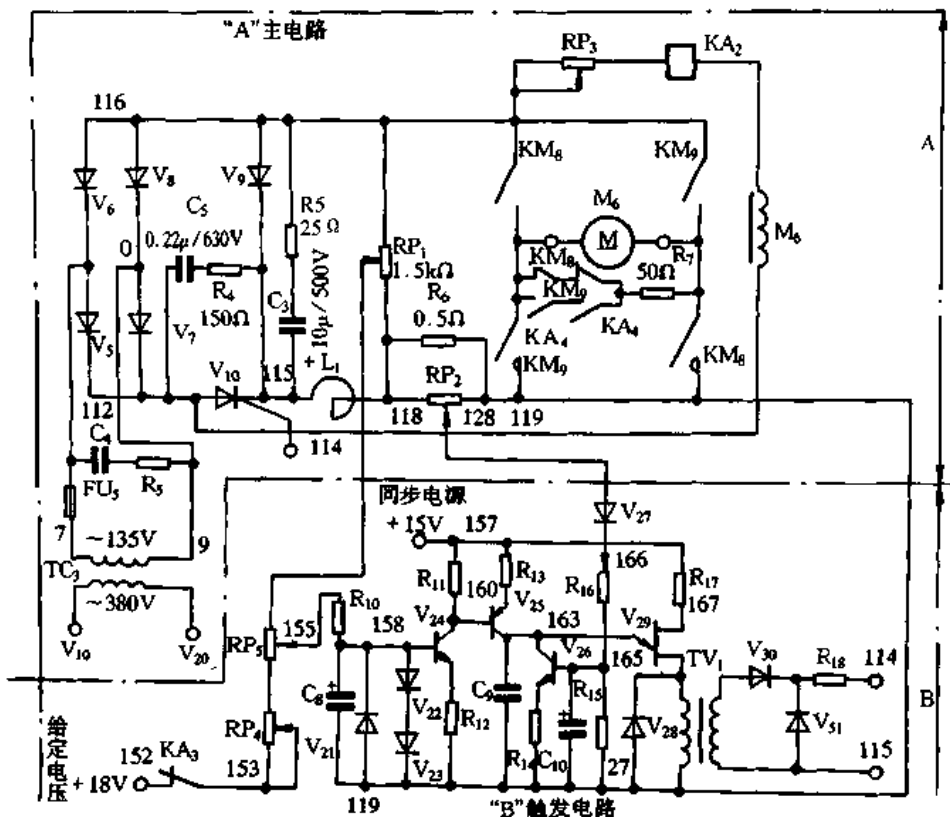 “A”主电路
RP₃
KA₂
116
KM₈
KM₉
A
V₆
V₈
V₉
C₅
0.22μ/630V
0
R5
25Ω
RP₁
1.5kΩ
M₆
M
M₆
R₄
150Ω
C₃
10μ/500V
R₆
0.5Ω
KM₈
KM₉
R₇
50Ω
KA₄
KA₄
V₅
V₇
V₁₀
115
+
L₁
RP₂
KM₉
KM₈
112
118
128
119
114
C₄
FU₅
R₅
7
9
~135V
TC₃
~380V
V₁₉
V₂₀
同步电源
+15V
157
V₂₇
166
R₁₁
160
R₁₃
V₂₅
R₁₆
R₁₇
167
RP₅
155
R₁₀
158
V₂₄
163
V₂₆
V₂₉
165
TV₁
V₃₀
R₁₈
114
C₈
+
V₂₁
V₂₂
V₂₃
R₁₂
C₉
R₁₄
C₁₀
+
R₁₅
27
V₂₈
V₅₁
115
B
给定电压
RP₄
152
KA₃
153
+18V
119
“B”触发电路